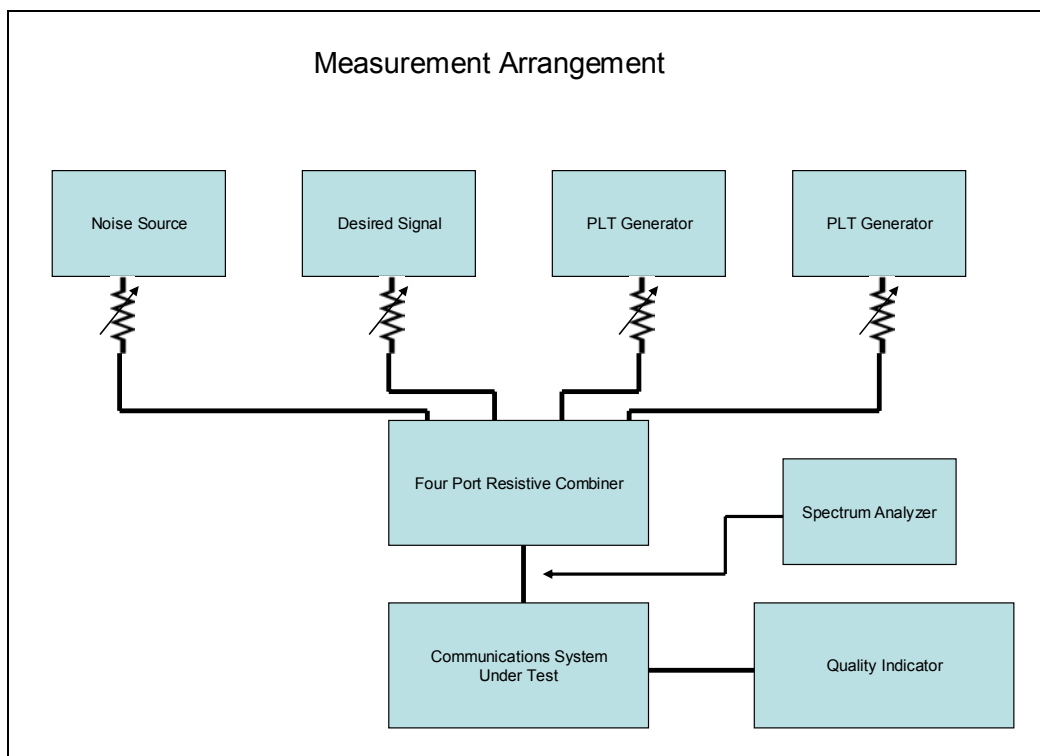 Measurement Arrangement
Noise Source
Desired Signal
PLT Generator
PLT Generator
Four Port Resistive Combiner
Spectrum Analyzer
Communications System
Under Test
Quality Indicator